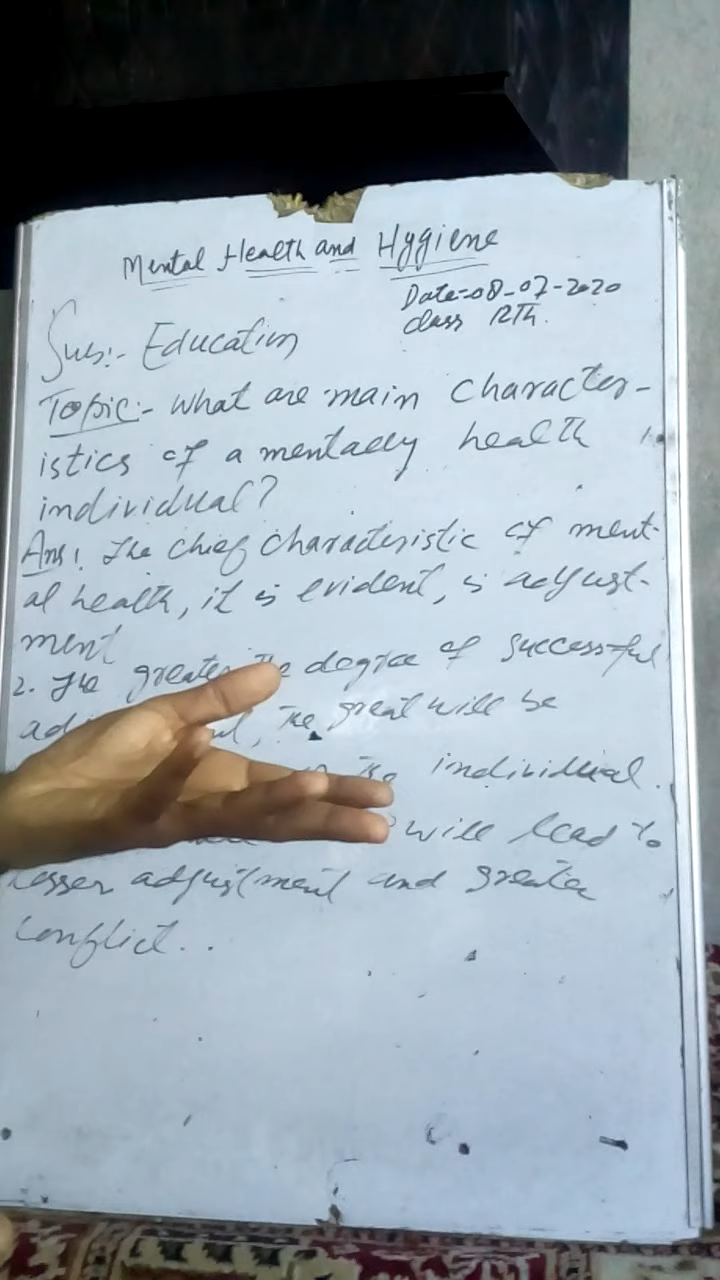 Mental Health and Hygiene
Date:-08-07-2020
class 12Th.
Sub:- Education
Topic:- What are main character-
istics of a mentally health
individual?
Ans: The chief characteristic of ment-
al health, it is evident, is adjust-
ment
2. The greater the degree of successful
the great will be
the individual.
will lead to
lesser adjustment and greater
conflict..